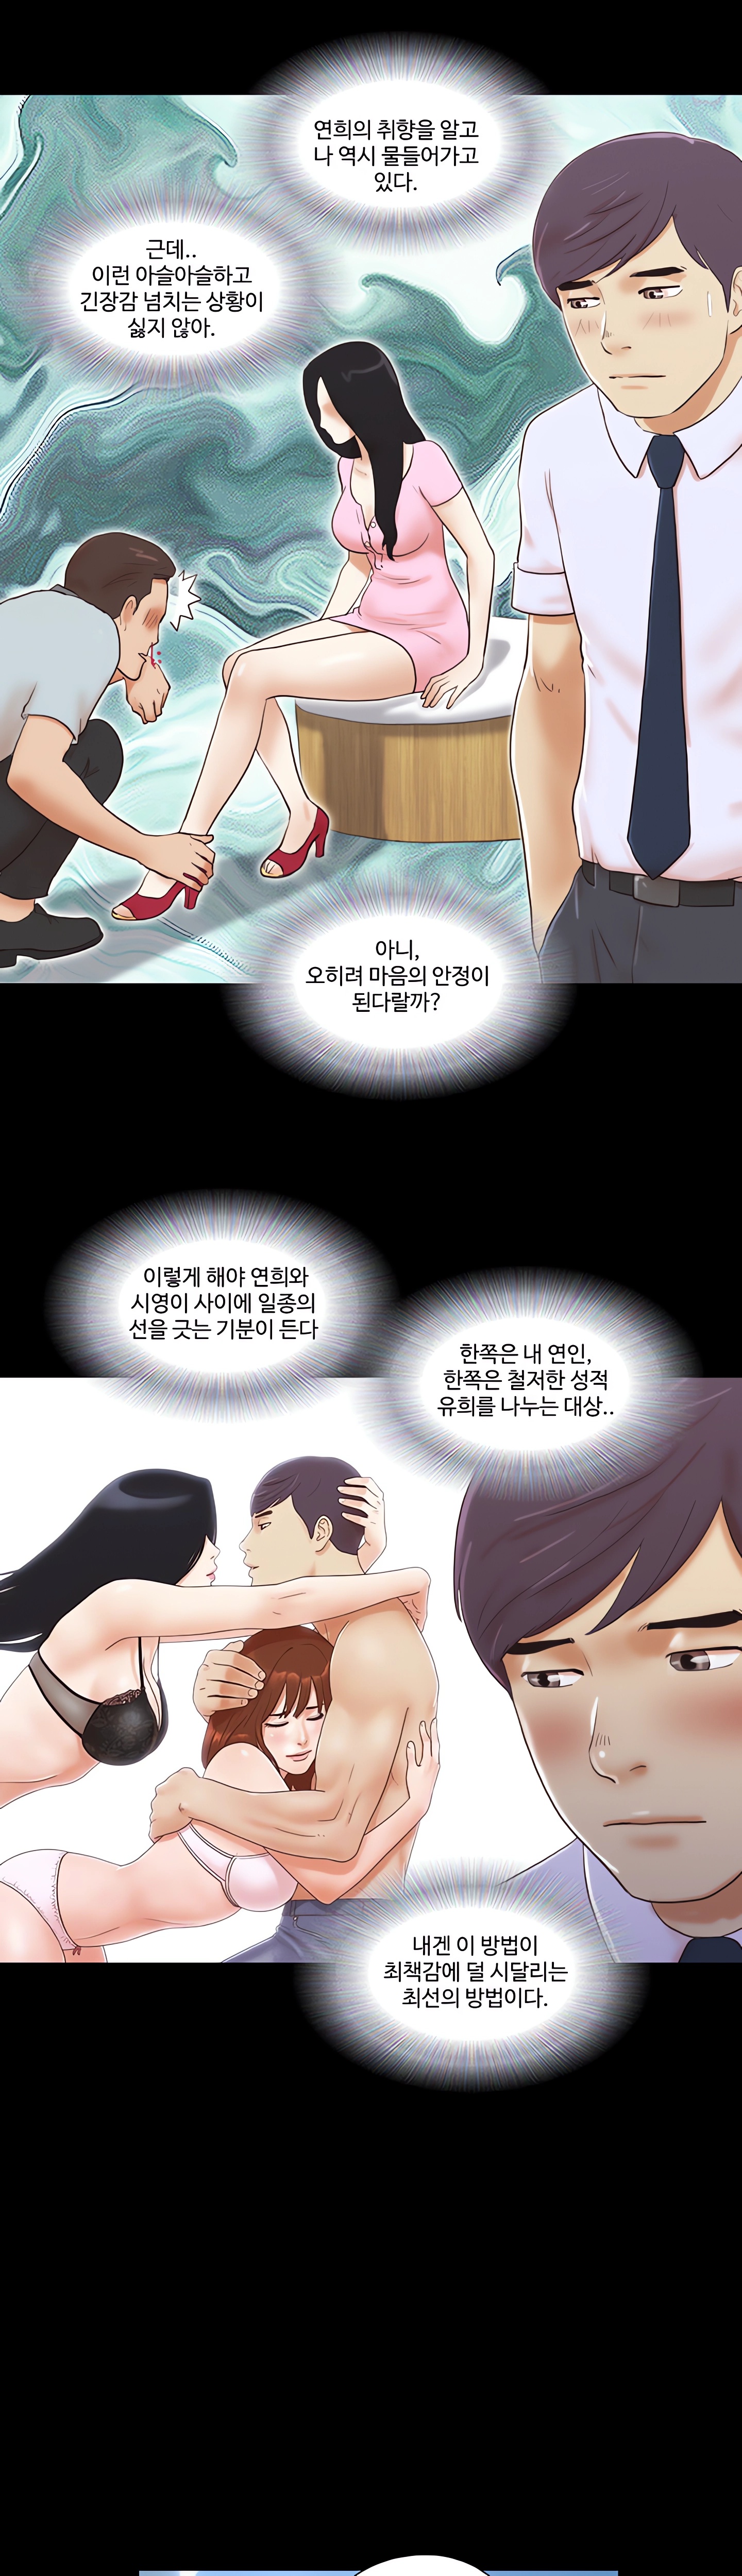 연희의 취향을 알고
나 역시 물들어가고
있다.
근데..
이런 아슬아슬하고
긴장감 넘치는 상황이
싫지 않아.
아니,
오히려 마음의 안정이
된다랄까?
이렇게 해야 연희와
시영이 사이에 일종의
선을 긋는 기분이 든다
한쪽은 내 연인,
한쪽은 철저한 성적
유희를 나누는 대상..
내겐 이 방법이
죄책감에 덜 시달리는
최선의 방법이다.